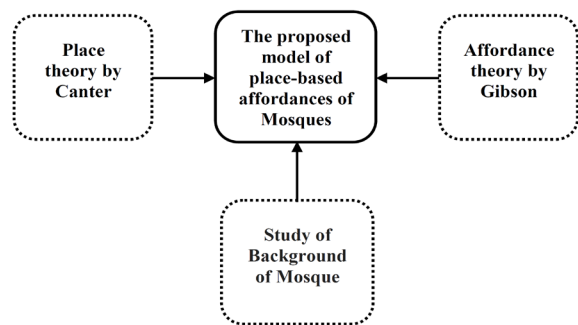 Place
theory by
Canter
The proposed
model of
place-based
affordances of
Mosques
Affordance
theory by
Gibson
Study of
Background
of Mosque